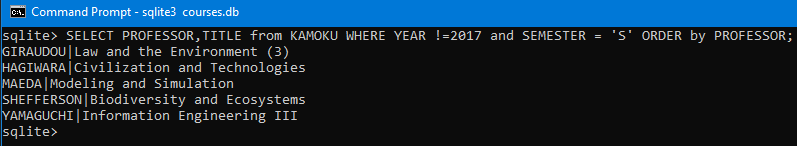 Command Prompt - sqlite3 courses.db
sqlite> SELECT PROFESSOR,TITLE from KAMOKU WHERE YEAR !=2017 and SEMESTER = 'S' ORDER by PROFESSOR;
GIRAUDOU|Law and the Environment (3)
HAGIWARA|Civilization and Technologies
MAEDA|Modeling and Simulation
SHEFFERSON|Biodiversity and Ecosystems
YAMAGUCHI|Information Engineering III
sqlite>